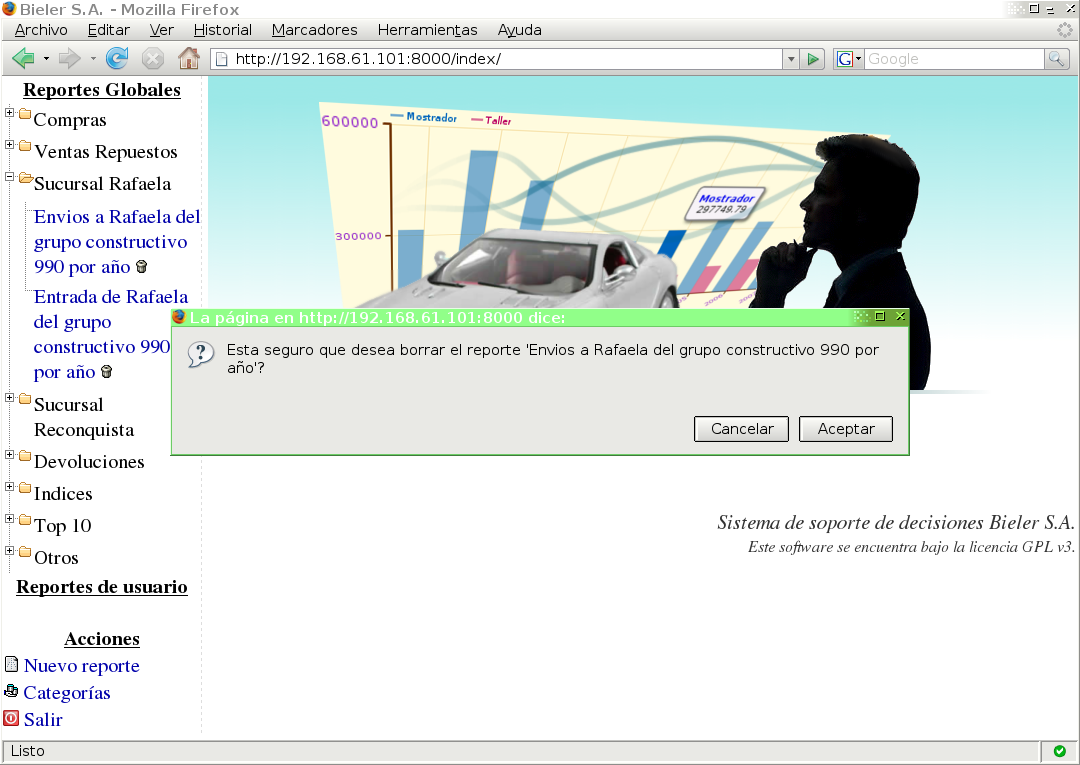 Bieler S.A. - Mozilla Firefox
Archivo Editar Ver Historial Marcadores Herramientas Ayuda
http://192.168.61.101:8000/index/
G Google
Reportes Globales
Compras
Ventas Repuestos
Sucursal Rafaela
Envios a Rafaela del
grupo constructivo
990 por año
Entrada de Rafaela
del grupo
constructivo 990
por año
Sucursal
Reconquista
Devoluciones
Indices
Top 10
Otros
Reportes de usuario
Acciones
Nuevo reporte
Categorías
Salir
600000
Mostrador Taller
300000
Mostrador
297749.79
2006
La página en http://192.168.61.101:8000 dice:
Esta seguro que desea borrar el reporte 'Envios a Rafaela del grupo constructivo 990 por
año'?
Cancelar Aceptar
Sistema de soporte de decisiones Bieler S.A.
Este software se encuentra bajo la licencia GPL v3.
Listo